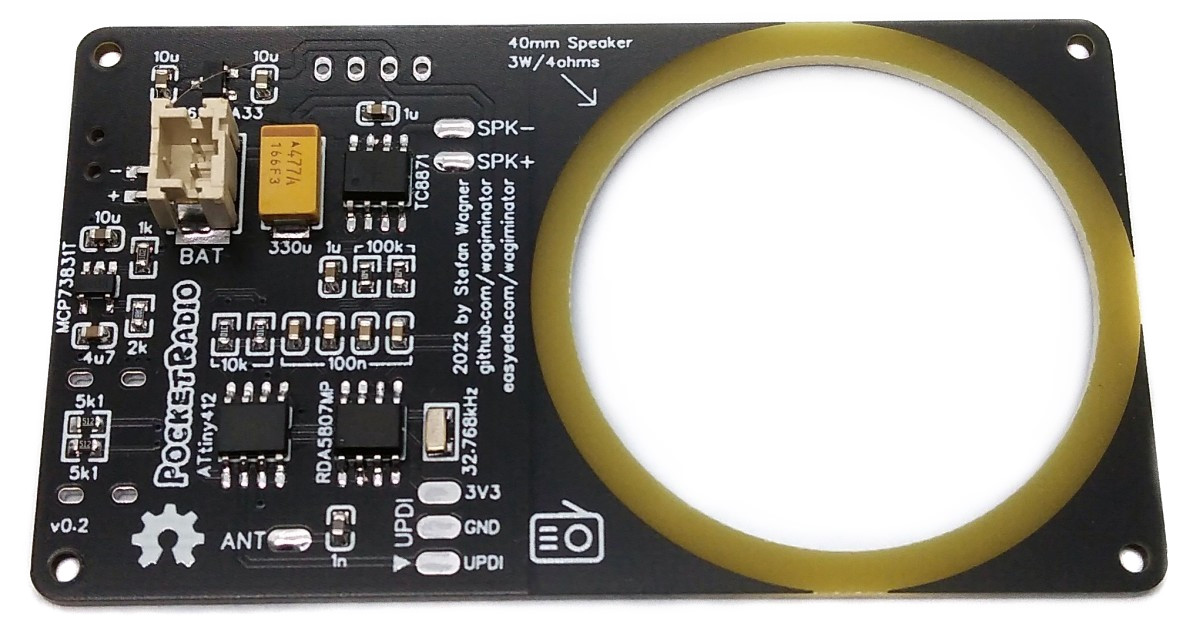 40mm Speaker
3W/4ohms
10u
10u
A33
1u
SPK-
SPK+
-
+
A477A
166F3
TC8871
10u
1k
BAT
330u
1u
100k
MCP73831T
2k
4u7
10k
100n
POCKETRADIO
2022 by Stefan Wagner
github.com/wagiminator
easyeda.com/wagiminator
5k1
512
512
5k1
ATtiny412
RDA5807MP
32.768kHz
v0.2
ANT
1n
UPDI
3V3
GND
UPDI